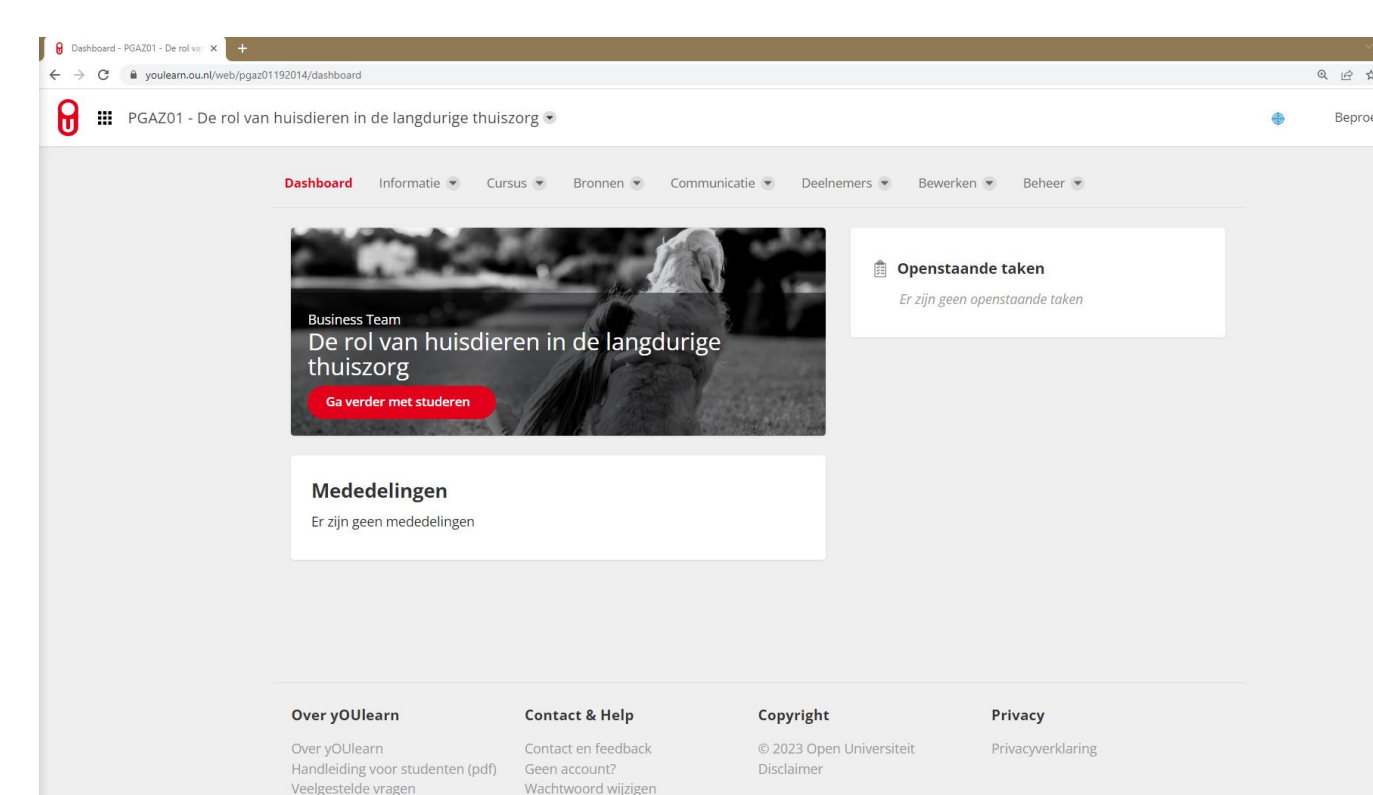 Dashboard - PGAZ01 - De rol va
youlearn.ou.nl/web/pgaz01192014/dashboard
PGAZ01 - De rol van huisdieren in de langdurige thuiszorg
Beproe
Dashboard Informatie Cursus Bronnen Communicatie Deelnemers Bewerken Beheer
Business Team
De rol van huisdieren in de langdurige
thuiszorg
Ga verder met studeren
Openstaande taken
Er zijn geen openstaande taken
Mededelingen
Er zijn geen mededelingen
Over yOUlearn
Over yOUlearn
Handleiding voor studenten (pdf)
Veelgestelde vragen
Contact & Help
Contact en feedback
Geen account?
Wachtwoord wijzigen
Copyright
© 2023 Open Universiteit
Disclaimer
Privacy
Privacyverklaring